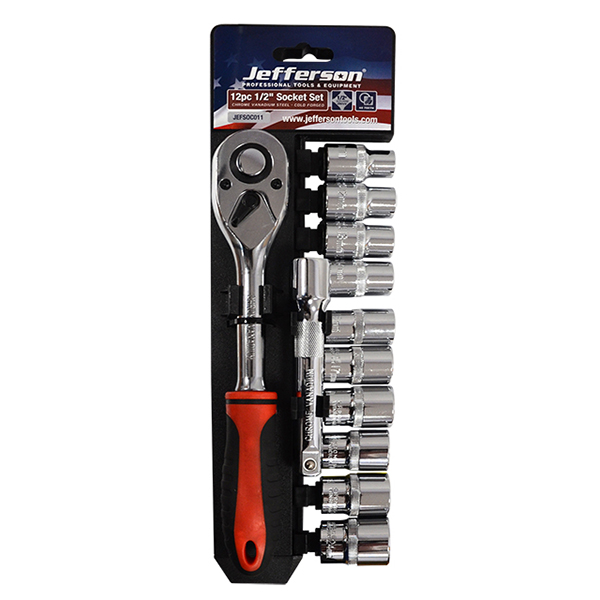 Jefferson
PROFESSIONAL TOOLS & EQUIPMENT
12pc 1/2" Socket Set
CHROME VANADIUM STEEL - COLD FORGED
JEFSOC011
www.jeffersontools.com
CHROME VANADIUM